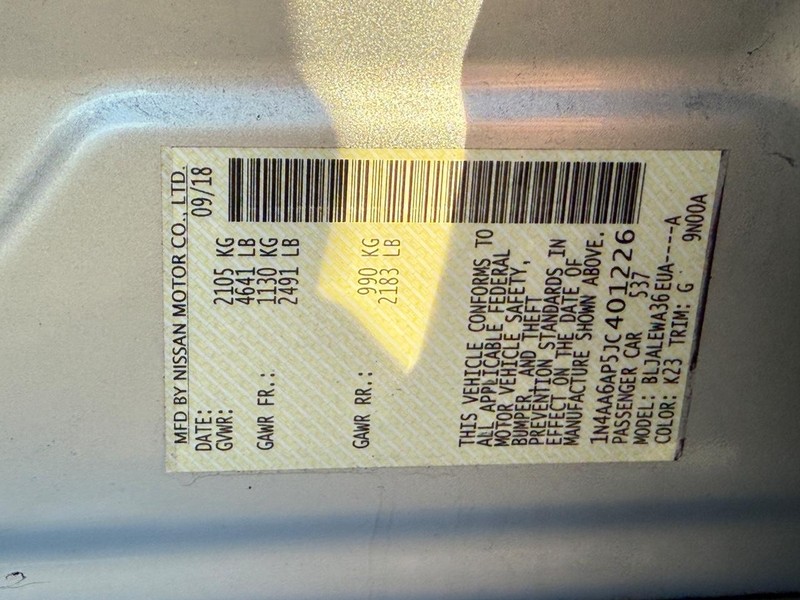 MFD BY NISSAN MOTOR CO., LTD.
DATE: 09/18
GVWR: 2105 KG
4641 LB
GAWR FR.: 1130 KG
2491 LB
GAWR RR.: 990 KG
2183 LB
THIS VEHICLE CONFORMS TO
ALL APPLICABLE FEDERAL
MOTOR VEHICLE SAFETY,
BUMPER, AND THEFT
PREVENTION STANDARDS IN
EFFECT ON THE DATE OF
MANUFACTURE SHOWN ABOVE.
1N4AA6AP5JC401226
PASSENGER CAR 537
MODEL: BLJALEWA36EUA----A
COLOR: K23 TRIM: G 9N00A